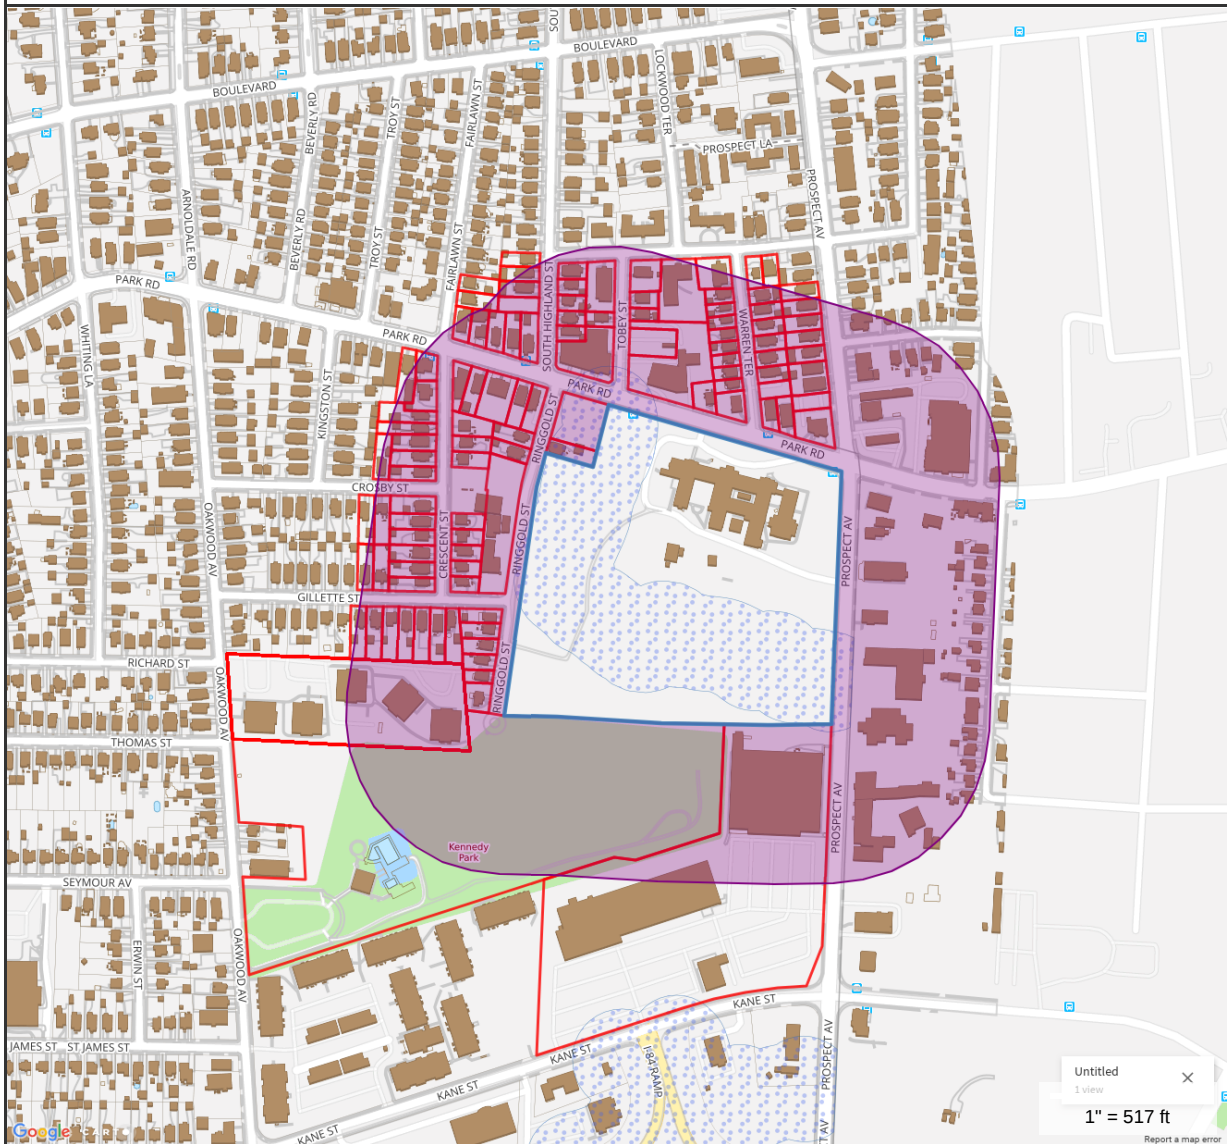 SOU
BOULEVARD
LOCKWOOD TER
BOULEVARD
BEVERLY RD
TROY ST
FAIRLAWN ST
PROSPECT LA
PROSPECT AV
ARNOLDALE RD
BEVERLY RD
TROY ST
FAIRLAWN ST
PARK RD
SOUTH HIGHLAND ST
TOBEY ST
WARREN TER
PARK RD
WHITING LA
KINGSTON ST
PARK RD
RINGGOLD ST
PARK RD
CROSBY ST
OAKWOOD AV
CRESCENT ST
RINGGOLD ST
PROSPECT AV
GILLETTE ST
RICHARD ST
OAKWOOD AV
RINGGOLD ST
THOMAS ST
PROSPECT AV
Kennedy
Park
SEYMOUR AV
ERWIN ST
OAKWOOD AV
KANE ST
JAMES ST
ST JAMES ST
KANE ST
I-84 RAMP
PROSPECT AV
KANE ST
KANE ST
T AV
Untitled
1 view
1" = 517 ft
Google
CART
Report a map error